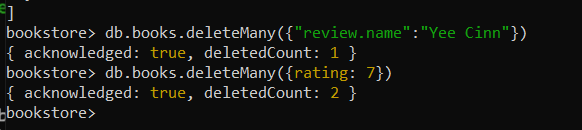 ]
bookstore> db.books.deleteMany({"review.name":"Yee Cinn"})
{ acknowledged: true, deletedCount: 1 }
bookstore> db.books.deleteMany({rating: 7})
{ acknowledged: true, deletedCount: 2 }
bookstore>